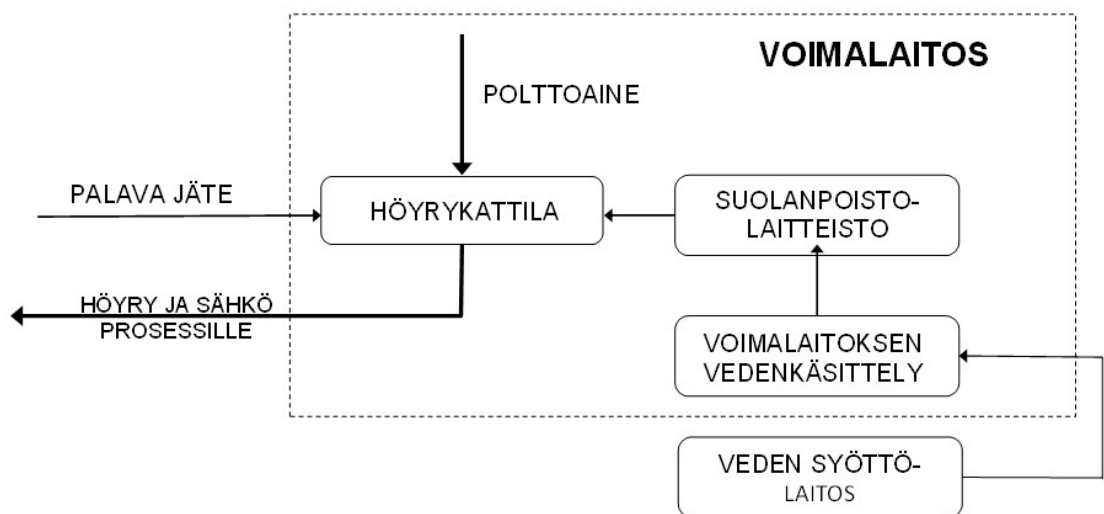 VOIMALAITOS
POLTTOAINE
PALAVA JÄTE
HÖYRYKATTILA
SUOLANPOISTO-
LAITTEISTO
HÖYRY JA SÄHKÖ
PROSESSILLE
VOIMALAITOKSEN
VEDENKÄSITTELY
VEDEN SYÖTTÖ-
LAITOS